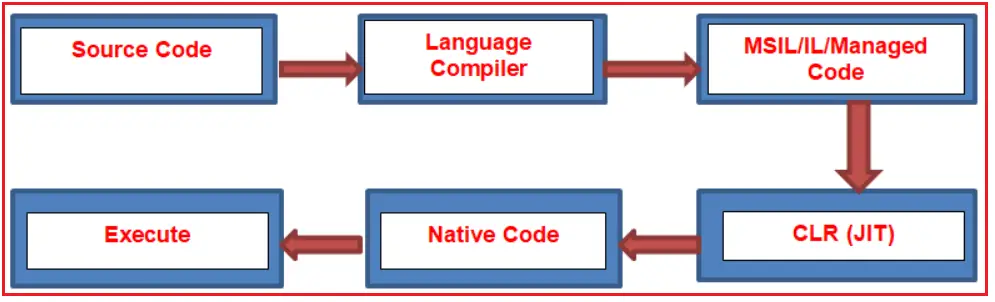 Source Code
Language
Compiler
MSIL/IL/Managed
Code
CLR (JIT)
Native Code
Execute